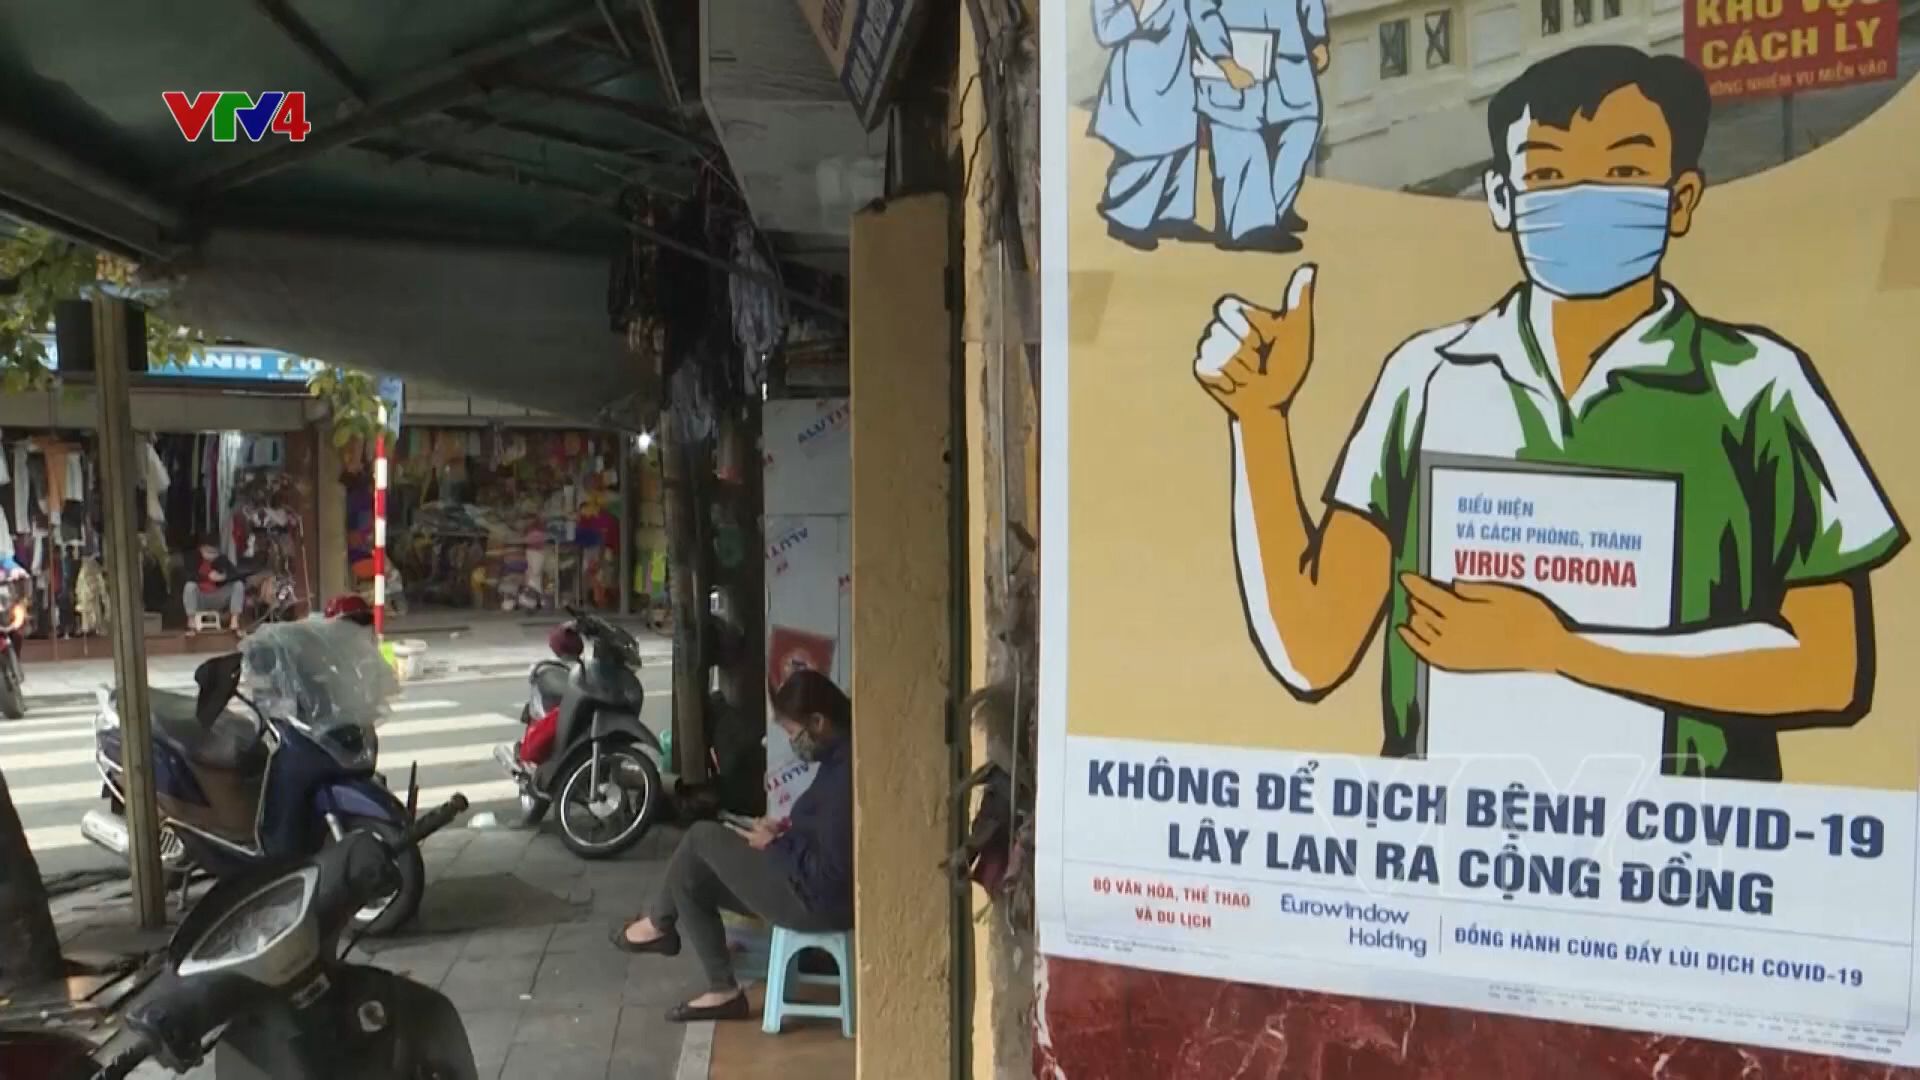 VTV4
KHU VỰC
CÁCH LY
ALUTI
BIỂU HIỆN
VÀ CÁCH PHÒNG, TRÁNH
VIRUS CORONA
KHÔNG ĐỂ DỊCH BỆNH COVID-19
LÂY LAN RA CỘNG ĐỒNG
BỘ VĂN HÓA, THỂ THAO
VÀ DU LỊCH
Eurowindow
Holding
ĐỒNG HÀNH CÙNG ĐẨY LÙI DỊCH COVID-19